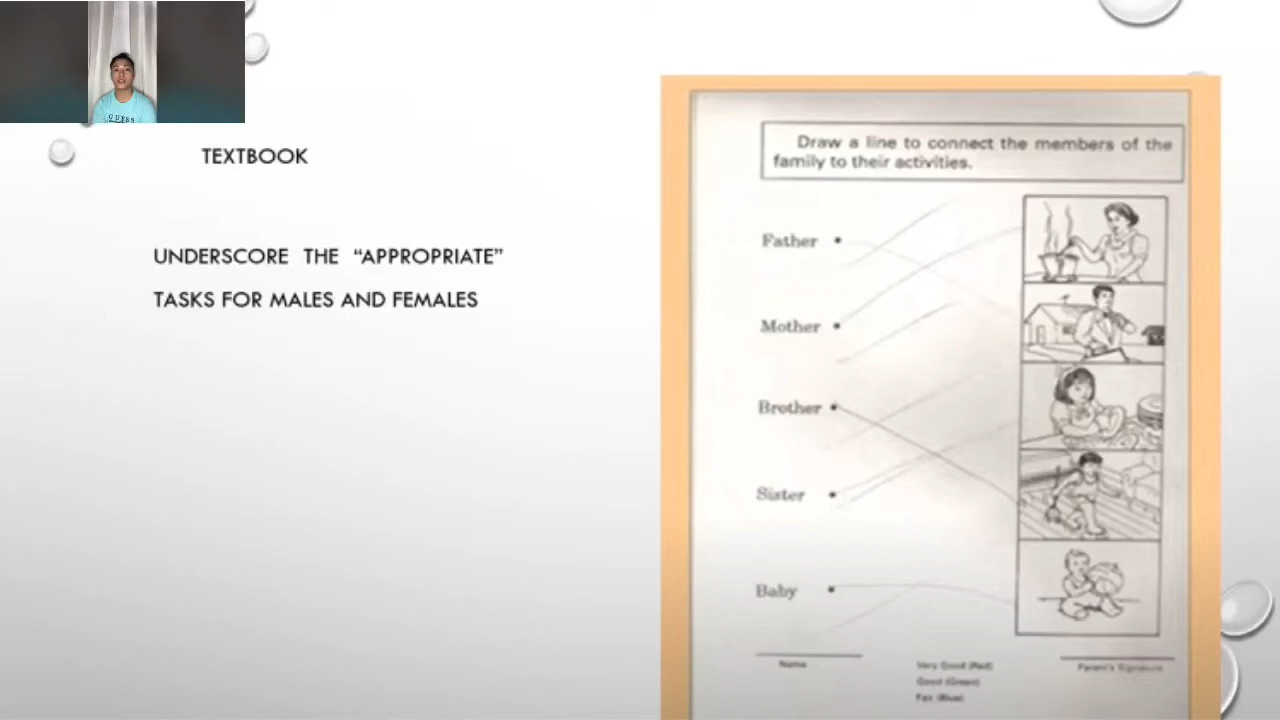 GUESS
TEXTBOOK
UNDERSCORE THE “APPROPRIATE”
TASKS FOR MALES AND FEMALES
Draw a line to connect the members of the
family to their activities.
Father
Mother
Brother
Sister
Baby
Name
Very Good (Red)
Good (Green)
Fair (Blue)
Parent's Signature